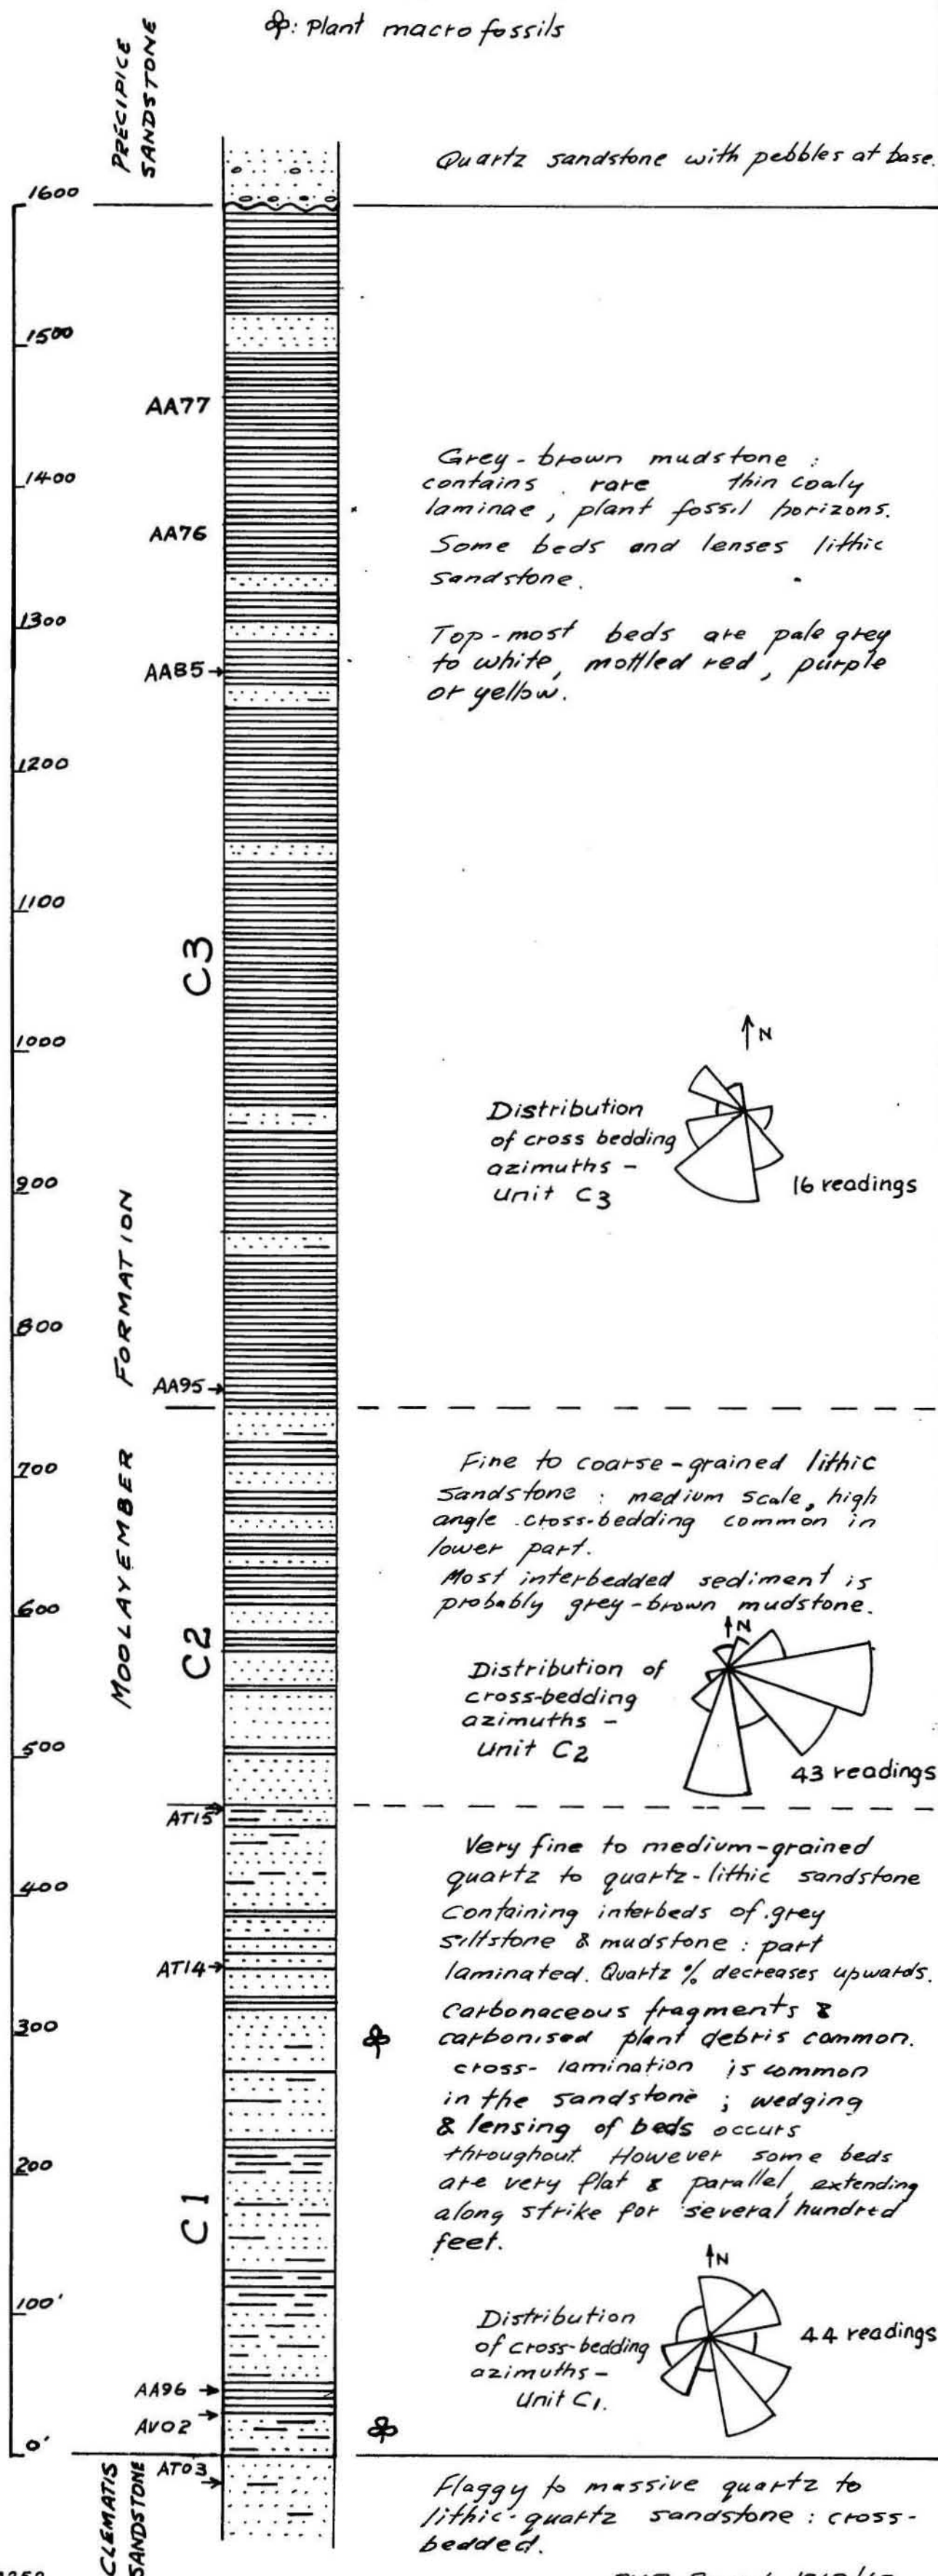 : Plant macrofossils
PRECIPICE
SANDSTONE
Quartz sandstone with pebbles at base.
1600
1500
AA77
1400
Grey-brown mudstone :
contains rare thin coaly
laminae, plant fossil horizons.
Some beds and lenses lithic
sandstone.
AA76
1300
Top-most beds are pale grey
to white, mottled red, purple
or yellow.
AAB5
1200
1100
C3
1000
N
Distribution
of cross bedding
azimuths -
unit C3
16 readings
900
800
MOOLAYEMBER FORMATION
AA95
700
Fine to coarse-grained lithic
sandstone : medium scale, high
angle cross-bedding common in
lower part.
Most interbedded sediment is
probably grey-brown mudstone.
600
C2
N
Distribution of
cross-bedding
azimuths -
unit C2
43 readings
500
AT15
Very fine to medium-grained
quartz to quartz-lithic sandstone
containing interbeds of grey
siltstone & mudstone : part
laminated. Quartz % decreases upwards.
400
AT14
Carbonaceous fragments &
carbonised plant debris common.
cross-lamination is common
in the sandstone ; wedging
& lensing of beds occurs
throughout. However some beds
are very flat & parallel, extending
along strike for several hundred
feet.
300
200
C1
N
100'
Distribution
of cross-bedding
azimuths -
Unit C1.
44 readings
AA96
AV02
0'
CLEMATIS
SANDSTONE
AT03
Flaggy to massive quartz to
lithic-quartz sandstone : cross-
bedded.